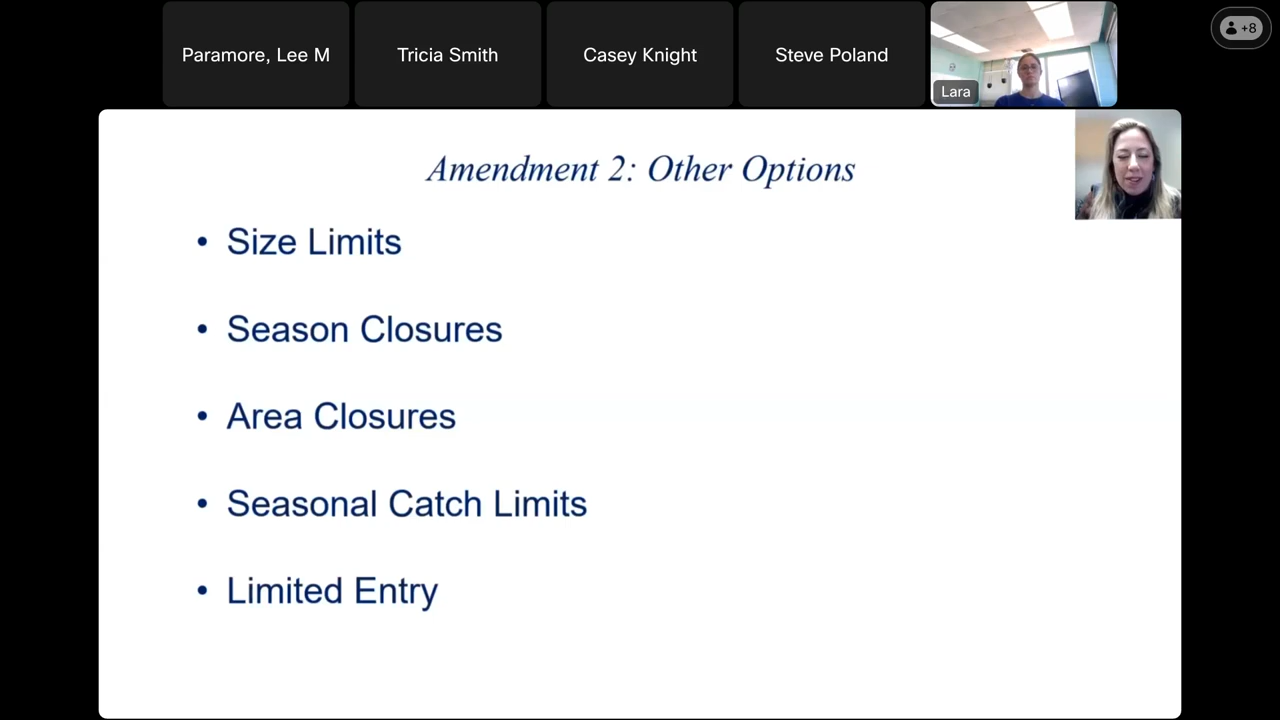 Paramore, Lee M
Tricia Smith
Casey Knight
Steve Poland
Lara
+8
Amendment 2: Other Options
• Size Limits
• Season Closures
• Area Closures
• Seasonal Catch Limits
• Limited Entry